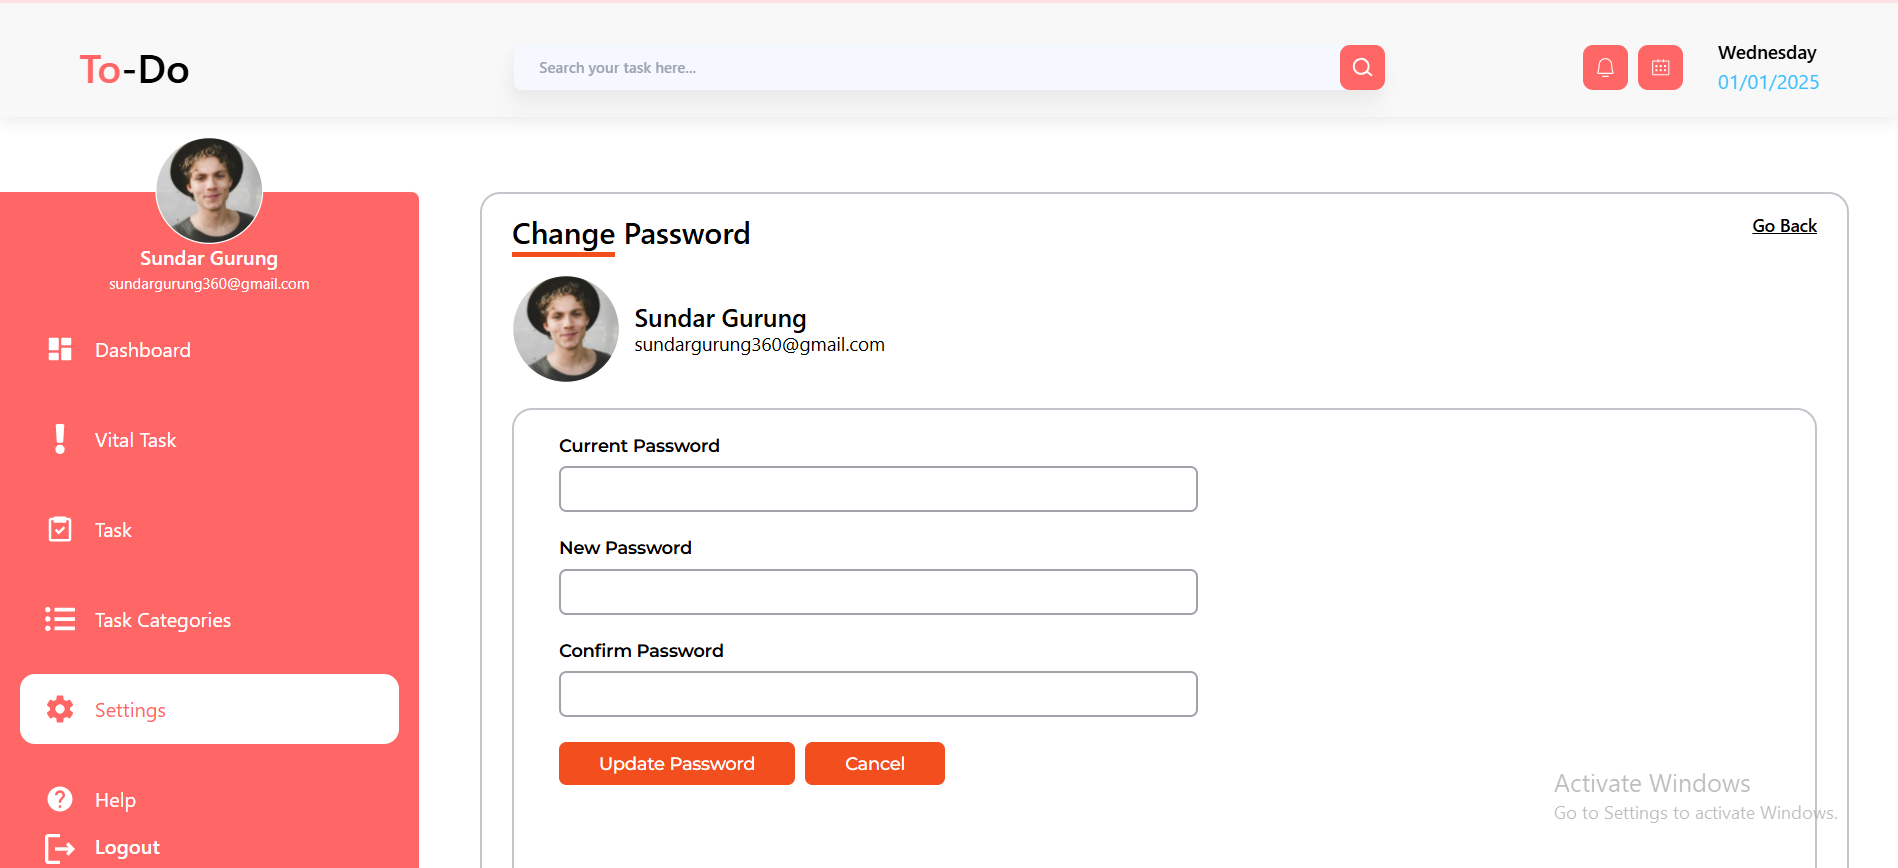 To-Do
Search your task here...
Wednesday
01/01/2025
Sundar Gurung
sundargurung360@gmail.com
Dashboard
Vital Task
Task
Task Categories
Settings
Help
Logout
Change Password
Go Back
Sundar Gurung
sundargurung360@gmail.com
Current Password
New Password
Confirm Password
Update Password
Cancel
Activate Windows
Go to Settings to activate Windows.